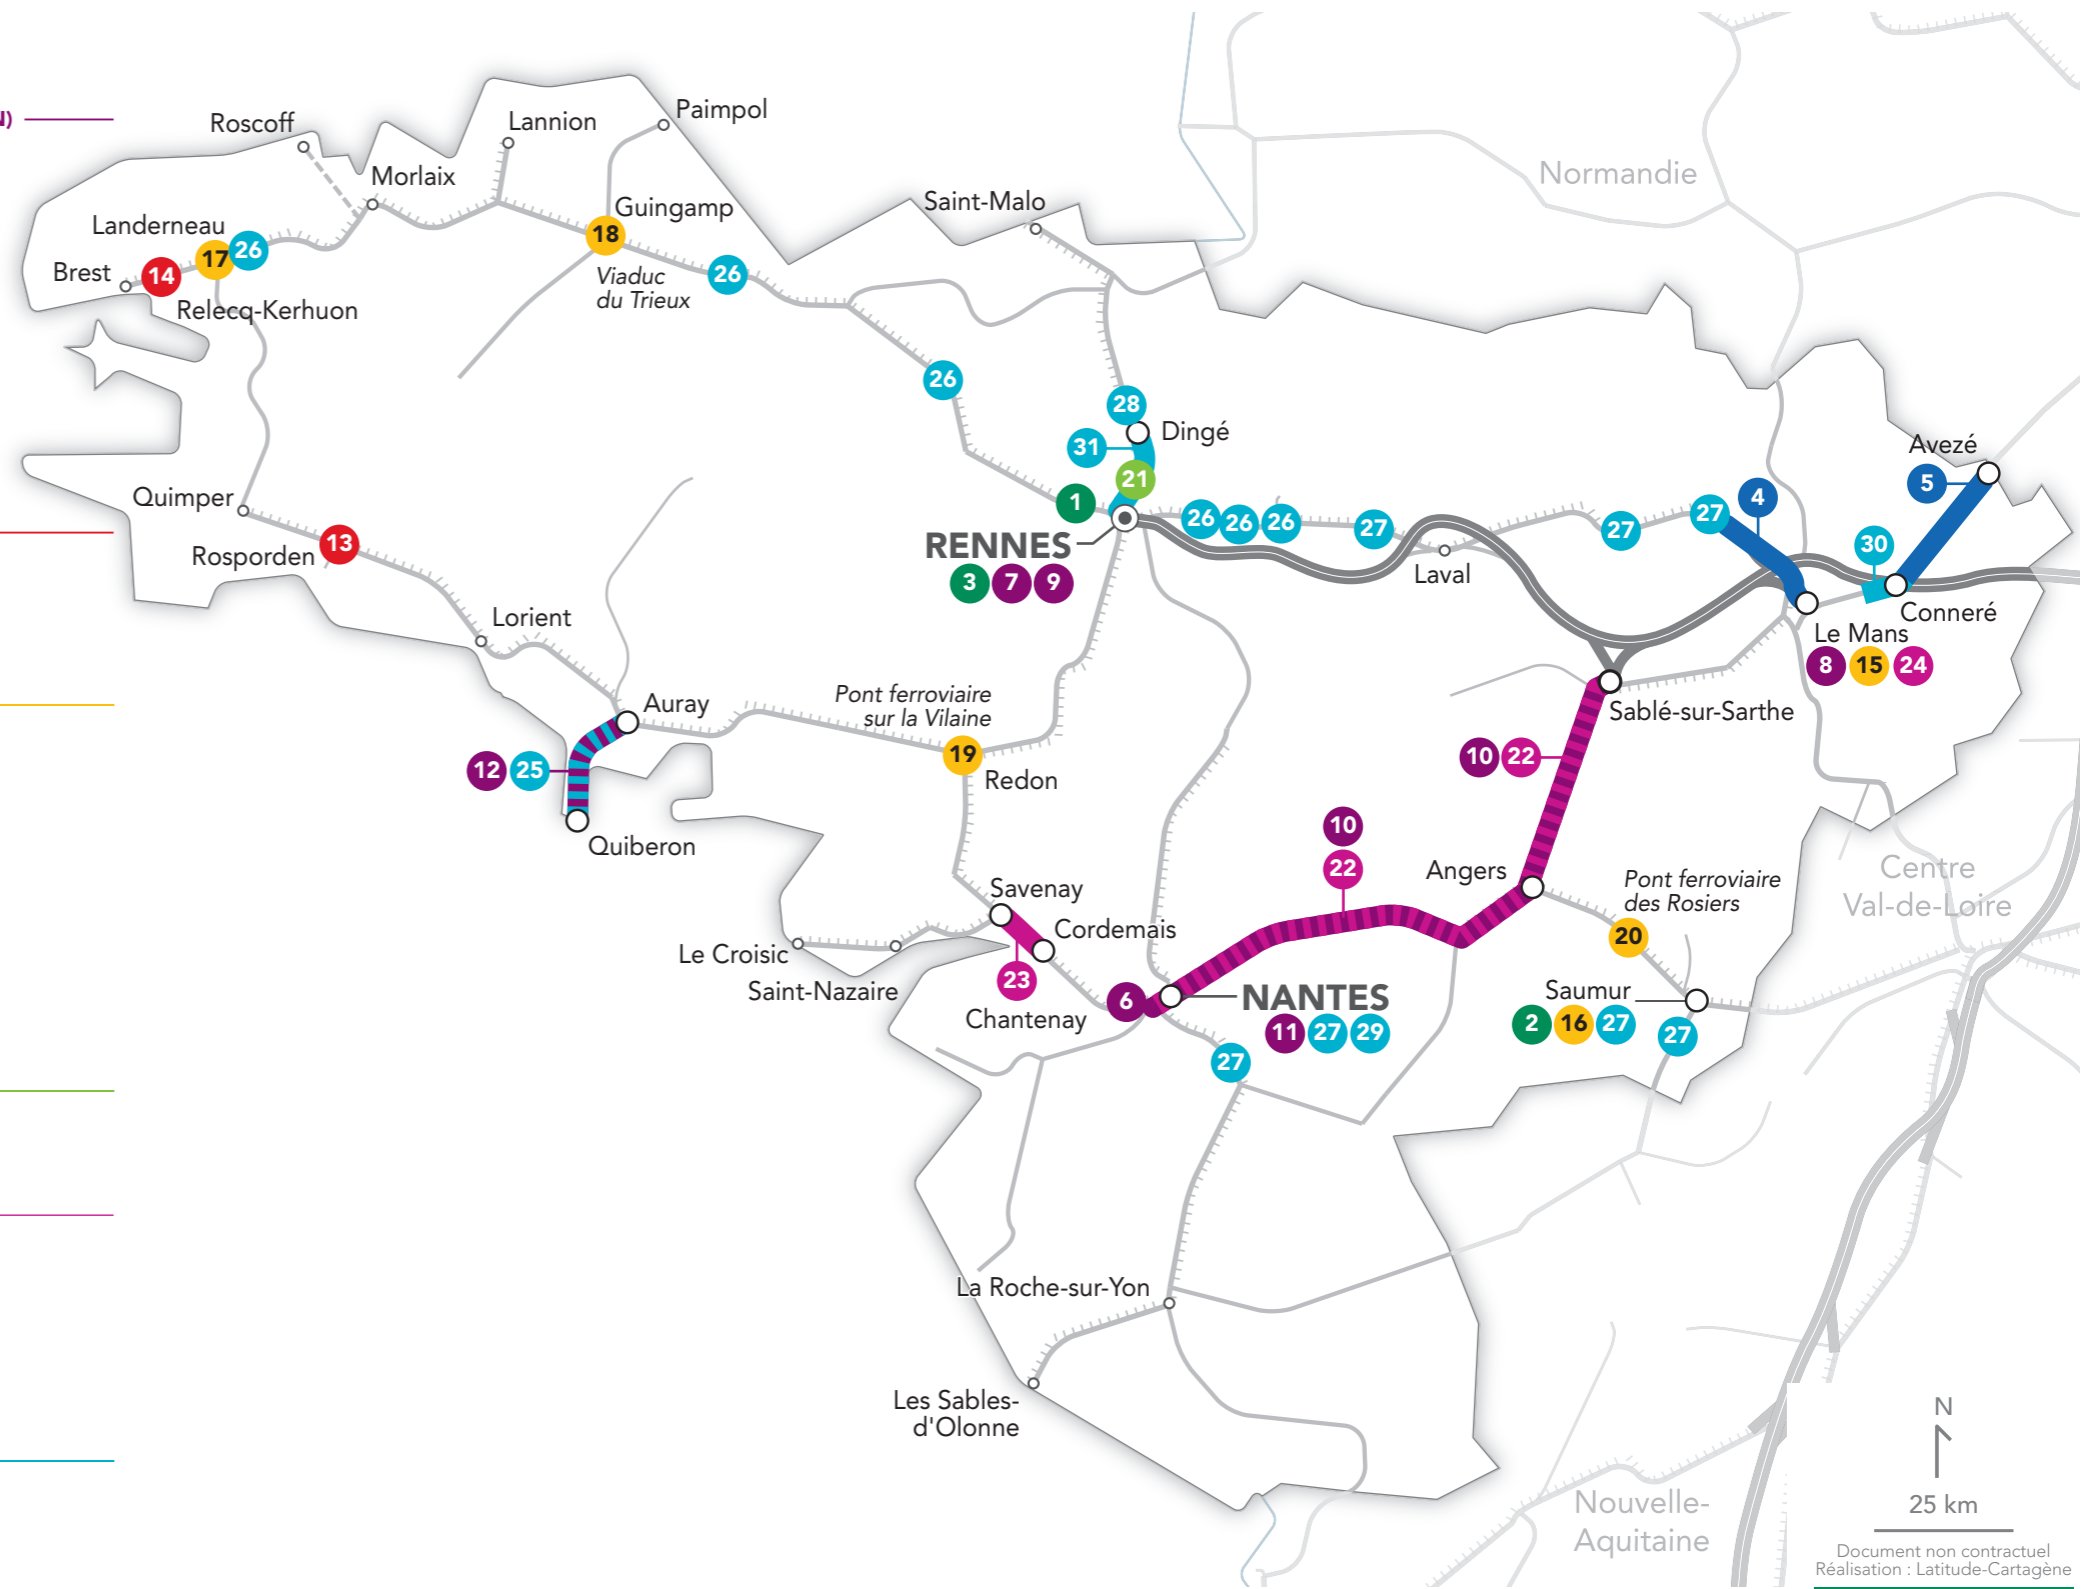 N)
Roscoff
Lannion
Paimpol
Morlaix
Saint-Malo
Normandie
Landerneau
Guingamp
18
17
26
Brest
14
Viaduc
du Trieux
26
Relecq-Kerhuon
26
28
Dingé
31
Avezé
21
5
4
Quimper
1
26
26
26
27
27
27
RENNES
Rosporden
13
30
Laval
3
7
9
Conneré
Lorient
Le Mans
8
15
24
Auray
Pont ferroviaire
sur la Vilaine
Sablé-sur-Sarthe
19
10
22
12
25
Redon
Quiberon
10
22
Angers
Pont ferroviaire
des Rosiers
Centre
Val-de-Loire
Savenay
Cordemais
20
Le Croisic
23
Saint-Nazaire
6
NANTES
Saumur
Chantenay
11
27
29
2
16
27
27
27
La Roche-sur-Yon
Les Sables-
d'Olonne
N
Nouvelle-
Aquitaine
25 km
Document non contractuel
Réalisation : Latitude-Cartagène